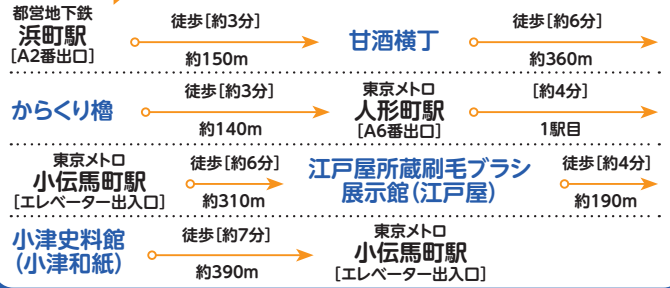 都営地下鉄
浜町駅
[A2番出口]
徒歩[約3分]
約150m
甘酒横丁
徒歩[約6分]
約360m
からくり櫓
徒歩[約3分]
約140m
東京メトロ
人形町駅
[A6番出口]
[約4分]
1駅目
東京メトロ
小伝馬町駅
[エレベーター出入口]
徒歩[約6分]
約310m
江戸屋所蔵刷毛ブラシ
展示館(江戸屋)
徒歩[約4分]
約190m
小津史料館
(小津和紙)
徒歩[約7分]
約390m
東京メトロ
小伝馬町駅
[エレベーター出入口]